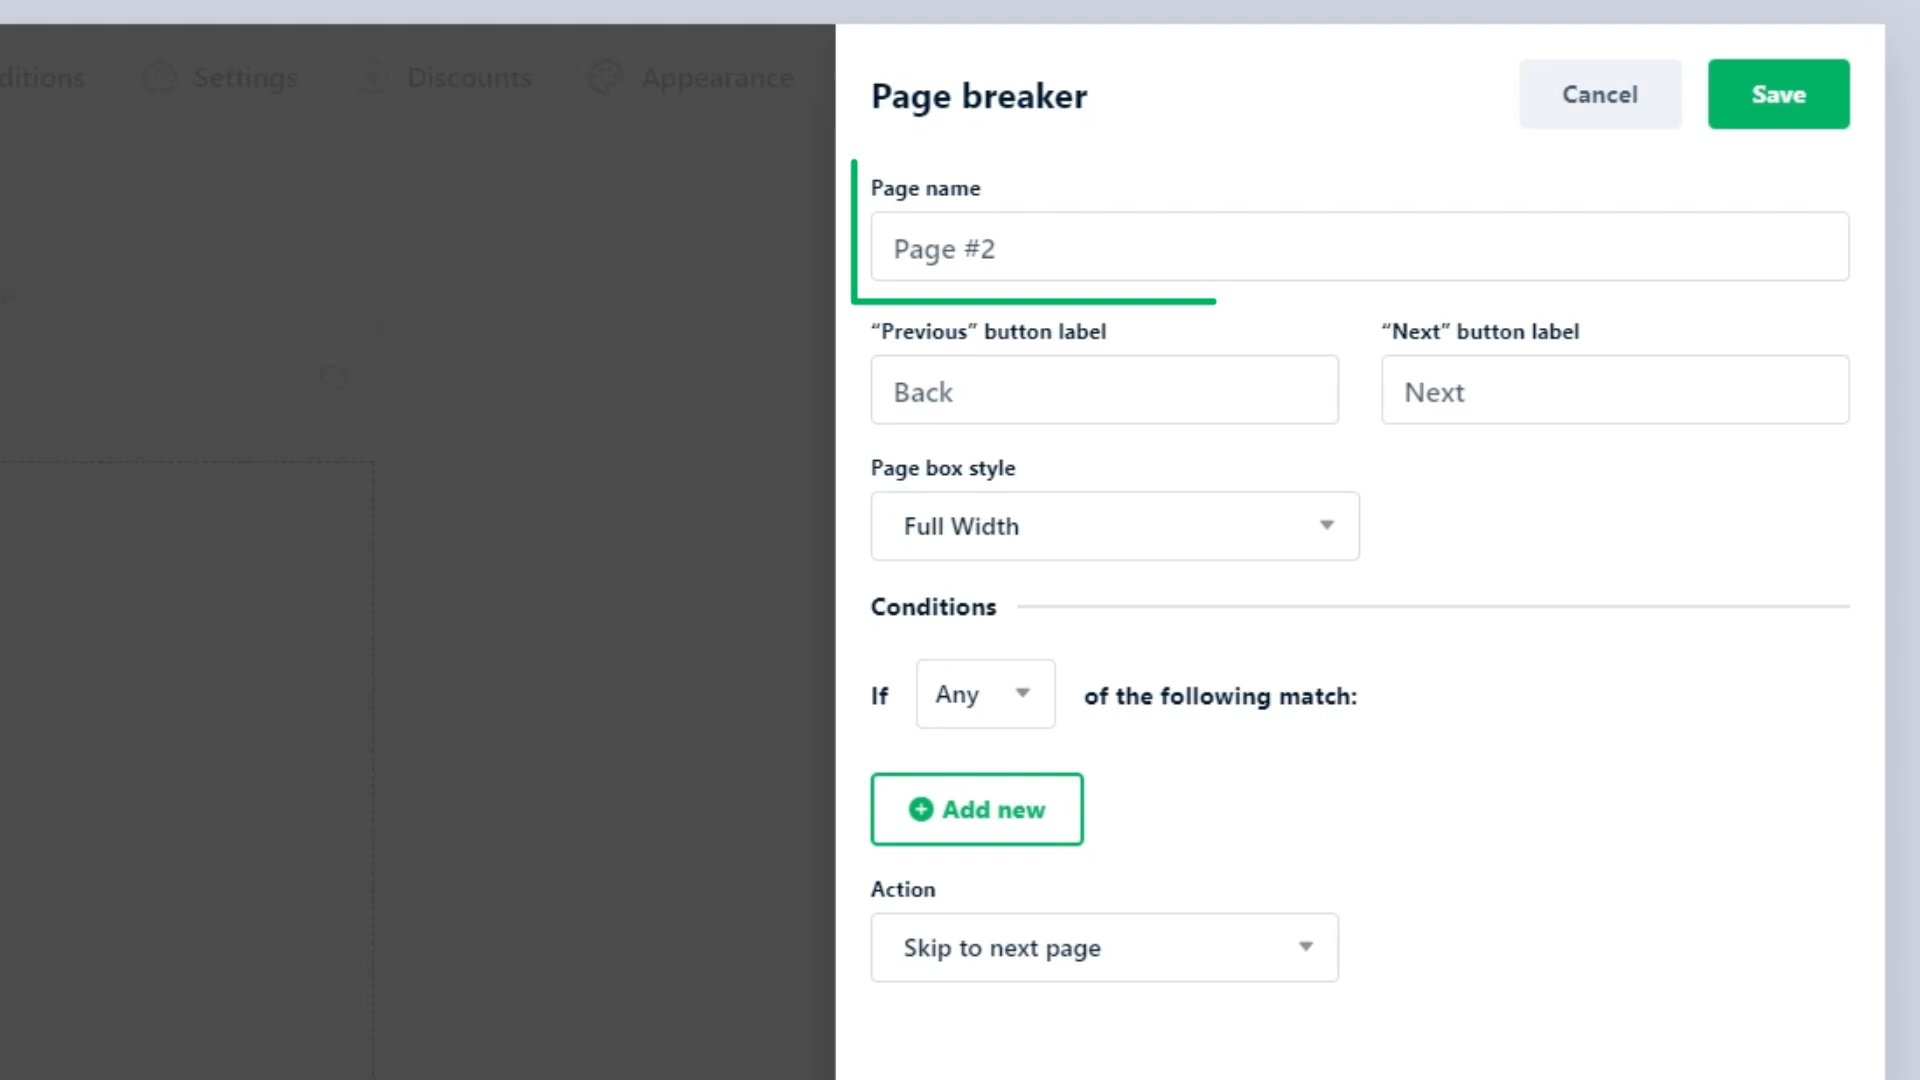 ditions Settings Discounts Appearance
Page breaker
Cancel
Save
Page name
Page #2
“Previous” button label
“Next” button label
Back
Next
Page box style
Full Width
Conditions
If Any of the following match:
Add new
Action
Skip to next page